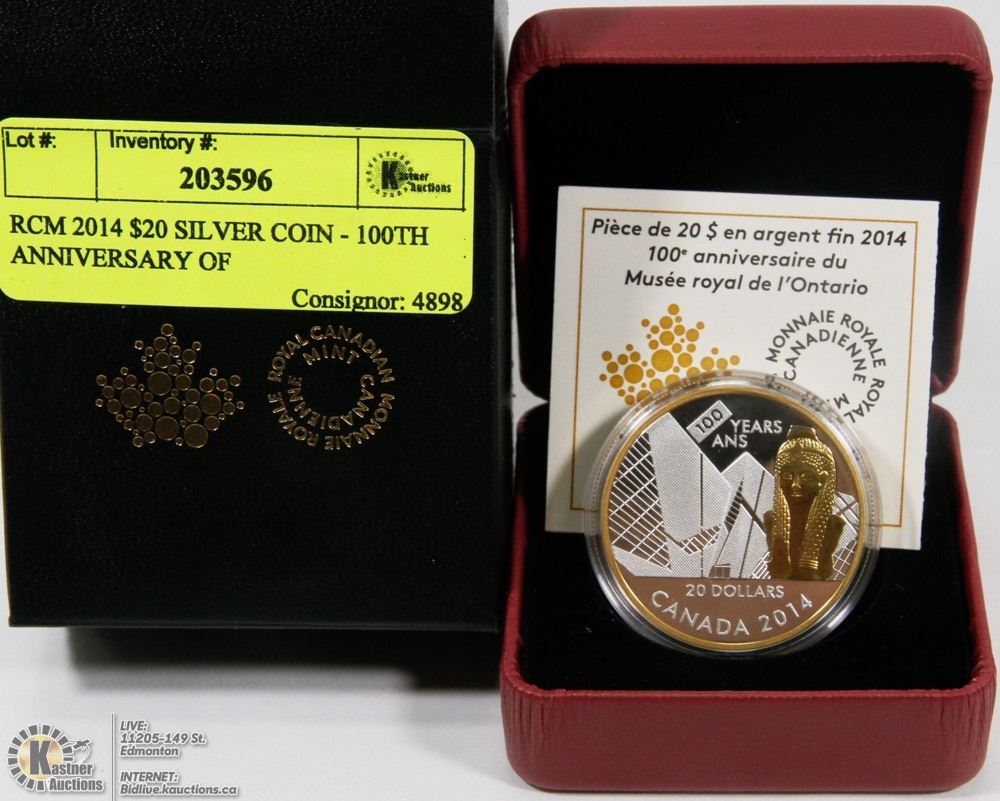 Lot #:
Inventory #:
203596
Kastner
Auctions
RCM 2014 $20 SILVER COIN - 100TH
ANNIVERSARY OF
Consignor: 4898
ROYAL CANADIAN MINT
MONNAIE ROYALE CANADIENNE
Pièce de 20 $ en argent fin 2014
100e anniversaire du
Musée royal de l'Ontario
MONNAIE ROYALE
CANADIENNE
ROYAL
M
100 YEARS
ANS
20 DOLLARS
CANADA 2014
Kastner
Auctions
LIVE:
11205-149 St.
Edmonton
INTERNET:
Bidlive.kauctions.ca